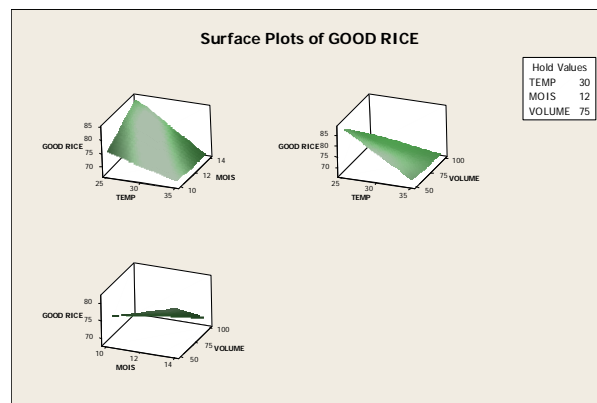 Surface Plots of GOOD RICE
Hold Values
TEMP 30
MOIS 12
VOLUME 75
85
80
75
70
GOOD RICE
25
30
35
TEMP
10
12
14
MOIS
85
80
75
70
GOOD RICE
25
30
35
TEMP
50
75
100
VOLUME
80
75
70
GOOD RICE
10
12
14
MOIS
50
75
100
VOLUME